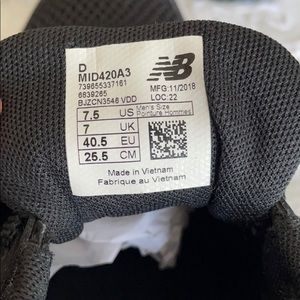 D
MID420A3
739655337161
6839265
BJZCN3546 VDD
NB
MFG:11/2018
LOC:22
7.5 US Men's Size Pointure Hommes
7 UK
40.5 EU
25.5 CM
Made in Vietnam
Fabriqué au Vietnam